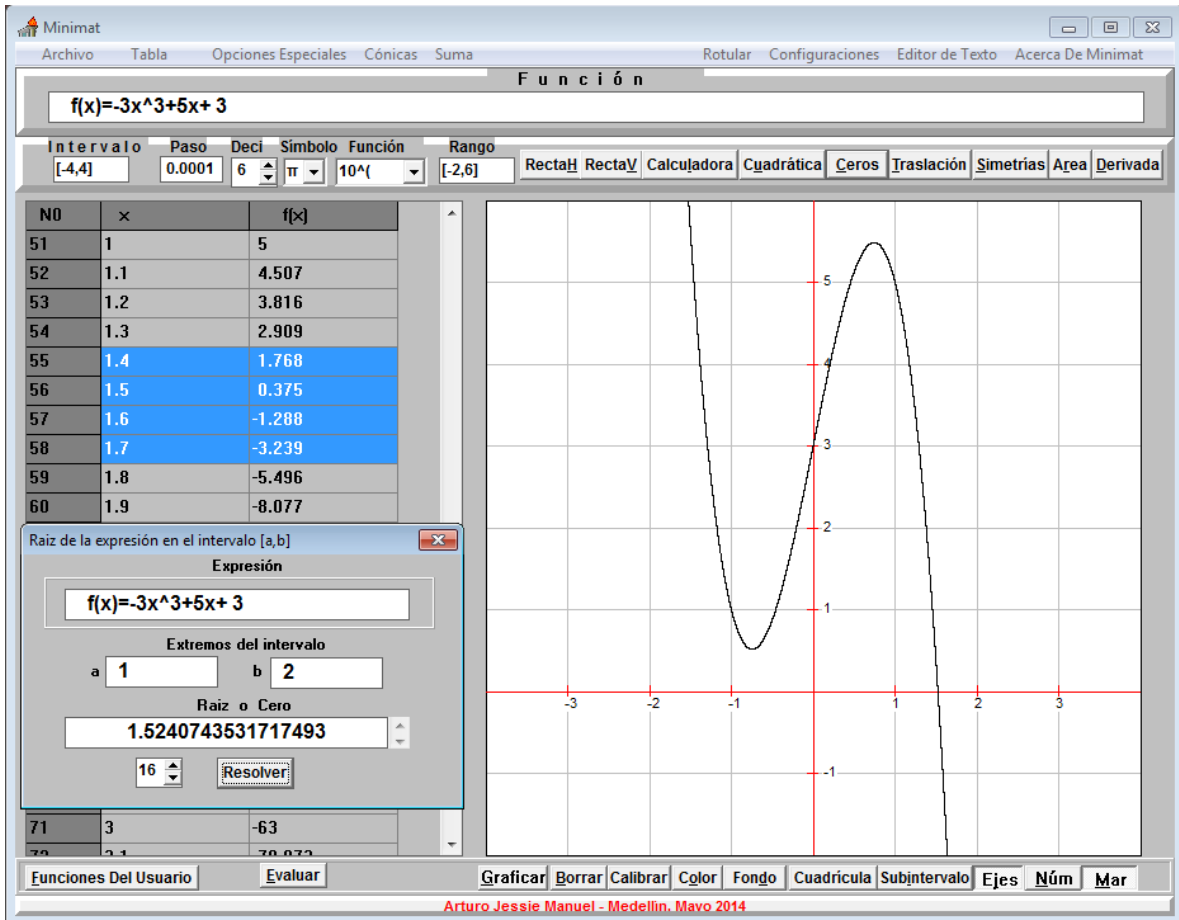 Minimat
Archivo Tabla Opciones Especiales Cónicas Suma Rotular Configuraciones Editor de Texto Acerca De Minimat
Función
f(x)=-3x^3+5x+ 3
Intervalo Paso Deci Símbolo Función Rango
[-4,4] 0.0001 6 π 10^( [-2,6] RectaH RectaV Calculadora Cuadrática Ceros Traslación Simetrías Area Derivada
N0 x f(x)
51 1 5
52 1.1 4.507
53 1.2 3.816
54 1.3 2.909
55 1.4 1.768
56 1.5 0.375
57 1.6 -1.288
58 1.7 -3.239
59 1.8 -5.496
60 1.9 -8.077
Raiz de la expresión en el intervalo [a,b]
Expresión
f(x)=-3x^3+5x+ 3
Extremos del intervalo
a 1 b 2
Raiz o Cero
1.5240743531717493
16 Resolver
71 3 -63
5
4
3
2
1
-3 -2 -1 1 2 3
-1
Funciones Del Usuario Evaluar Graficar Borrar Calibrar Color Fondo Cuadrícula Subintervalo Ejes Núm Mar
Arturo Jessie Manuel - Medellín, Mayo 2014